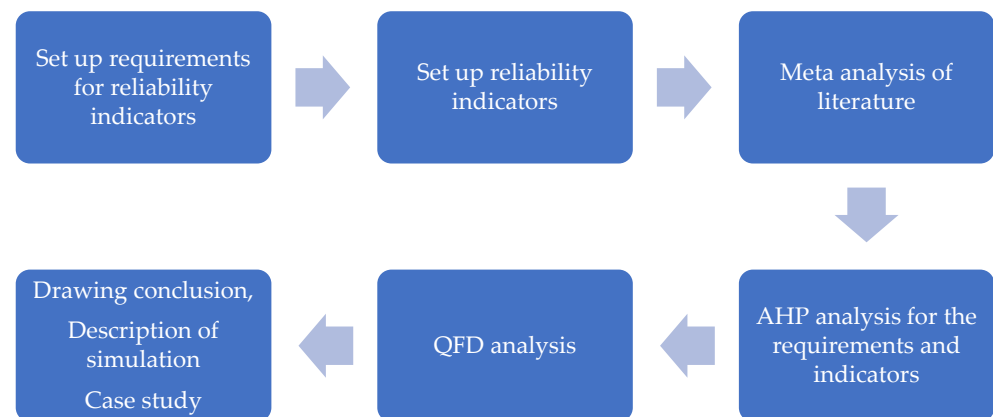 Set up requirements
for reliability
indicators
Set up reliability
indicators
Meta analysis of
literature
AHP analysis for the
requirements and
indicators
QFD analysis
Drawing conclusion,
Description of
simulation
Case study